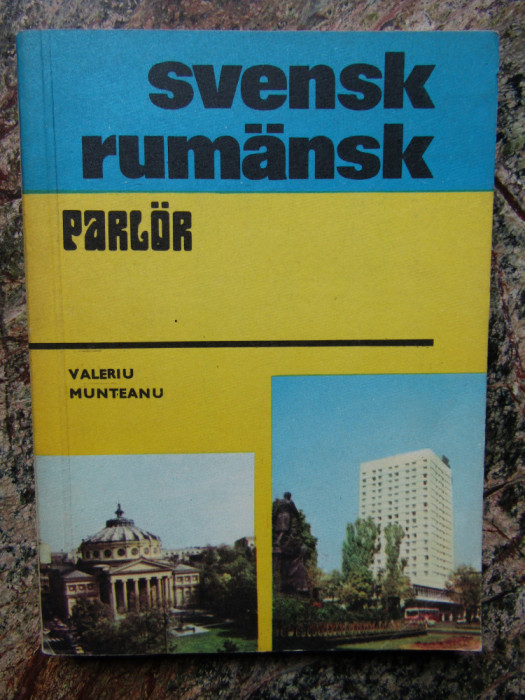 svensk
rumänsk
PARLÖR
VALERIU
MUNTEANU